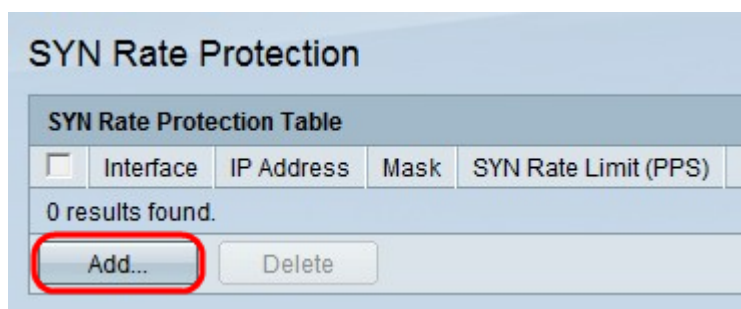 SYN Rate Protection
SYN Rate Protection Table
Interface IP Address Mask SYN Rate Limit (PPS)
0 results found.
Add... Delete